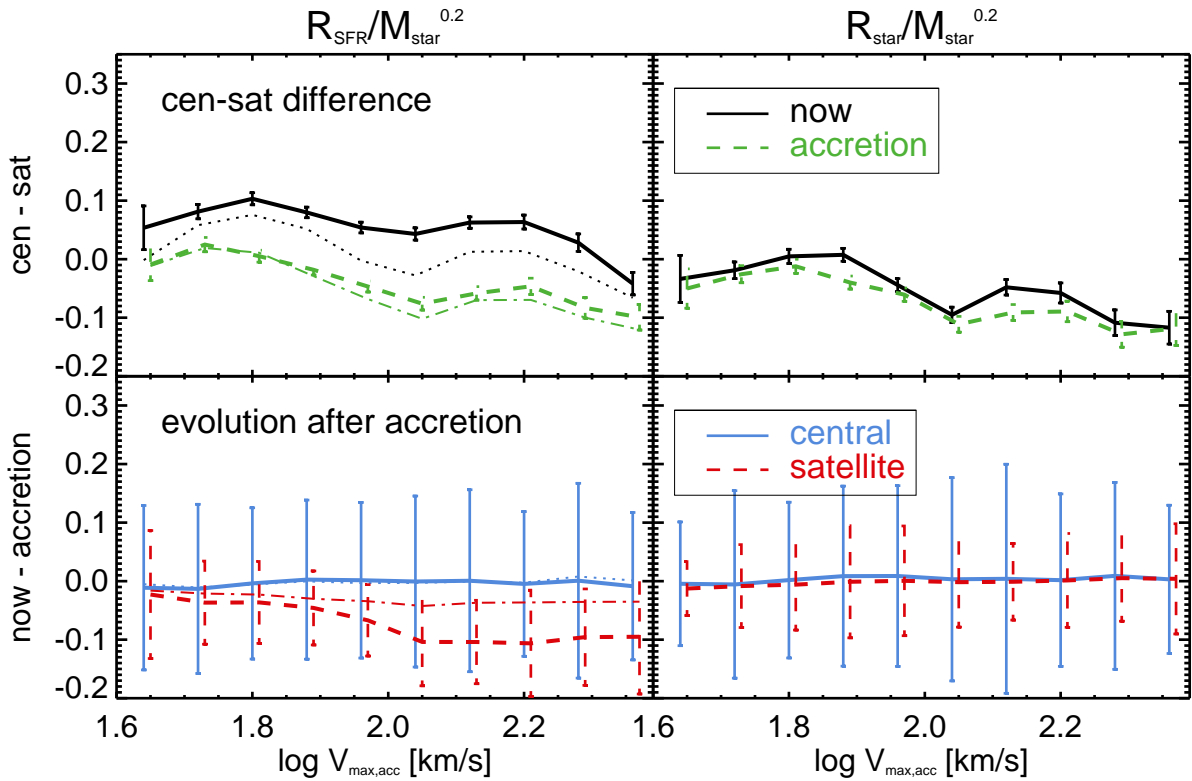 R_SFR/M_star^0.2
R_star/M_star^0.2
0.3
0.2
0.1
0.0
-0.1
-0.2
cen - sat
cen-sat difference
now
accretion
0.3
0.2
0.1
0.0
-0.1
-0.2
now - accretion
evolution after accretion
central
satellite
1.6 1.8 2.0 2.2 1.6 1.8 2.0 2.2
log V_max,acc [km/s] log V_max,acc [km/s]